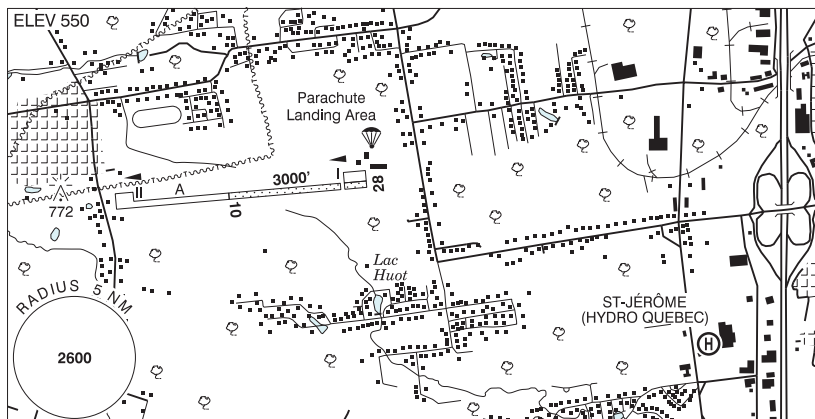 ELEV 550
Parachute
Landing Area
3000'
I
28
II
A
10
772
Lac
Huot
RADIUS 5 NM
2600
ST-JÉRÔME
(HYDRO QUEBEC)
H
H